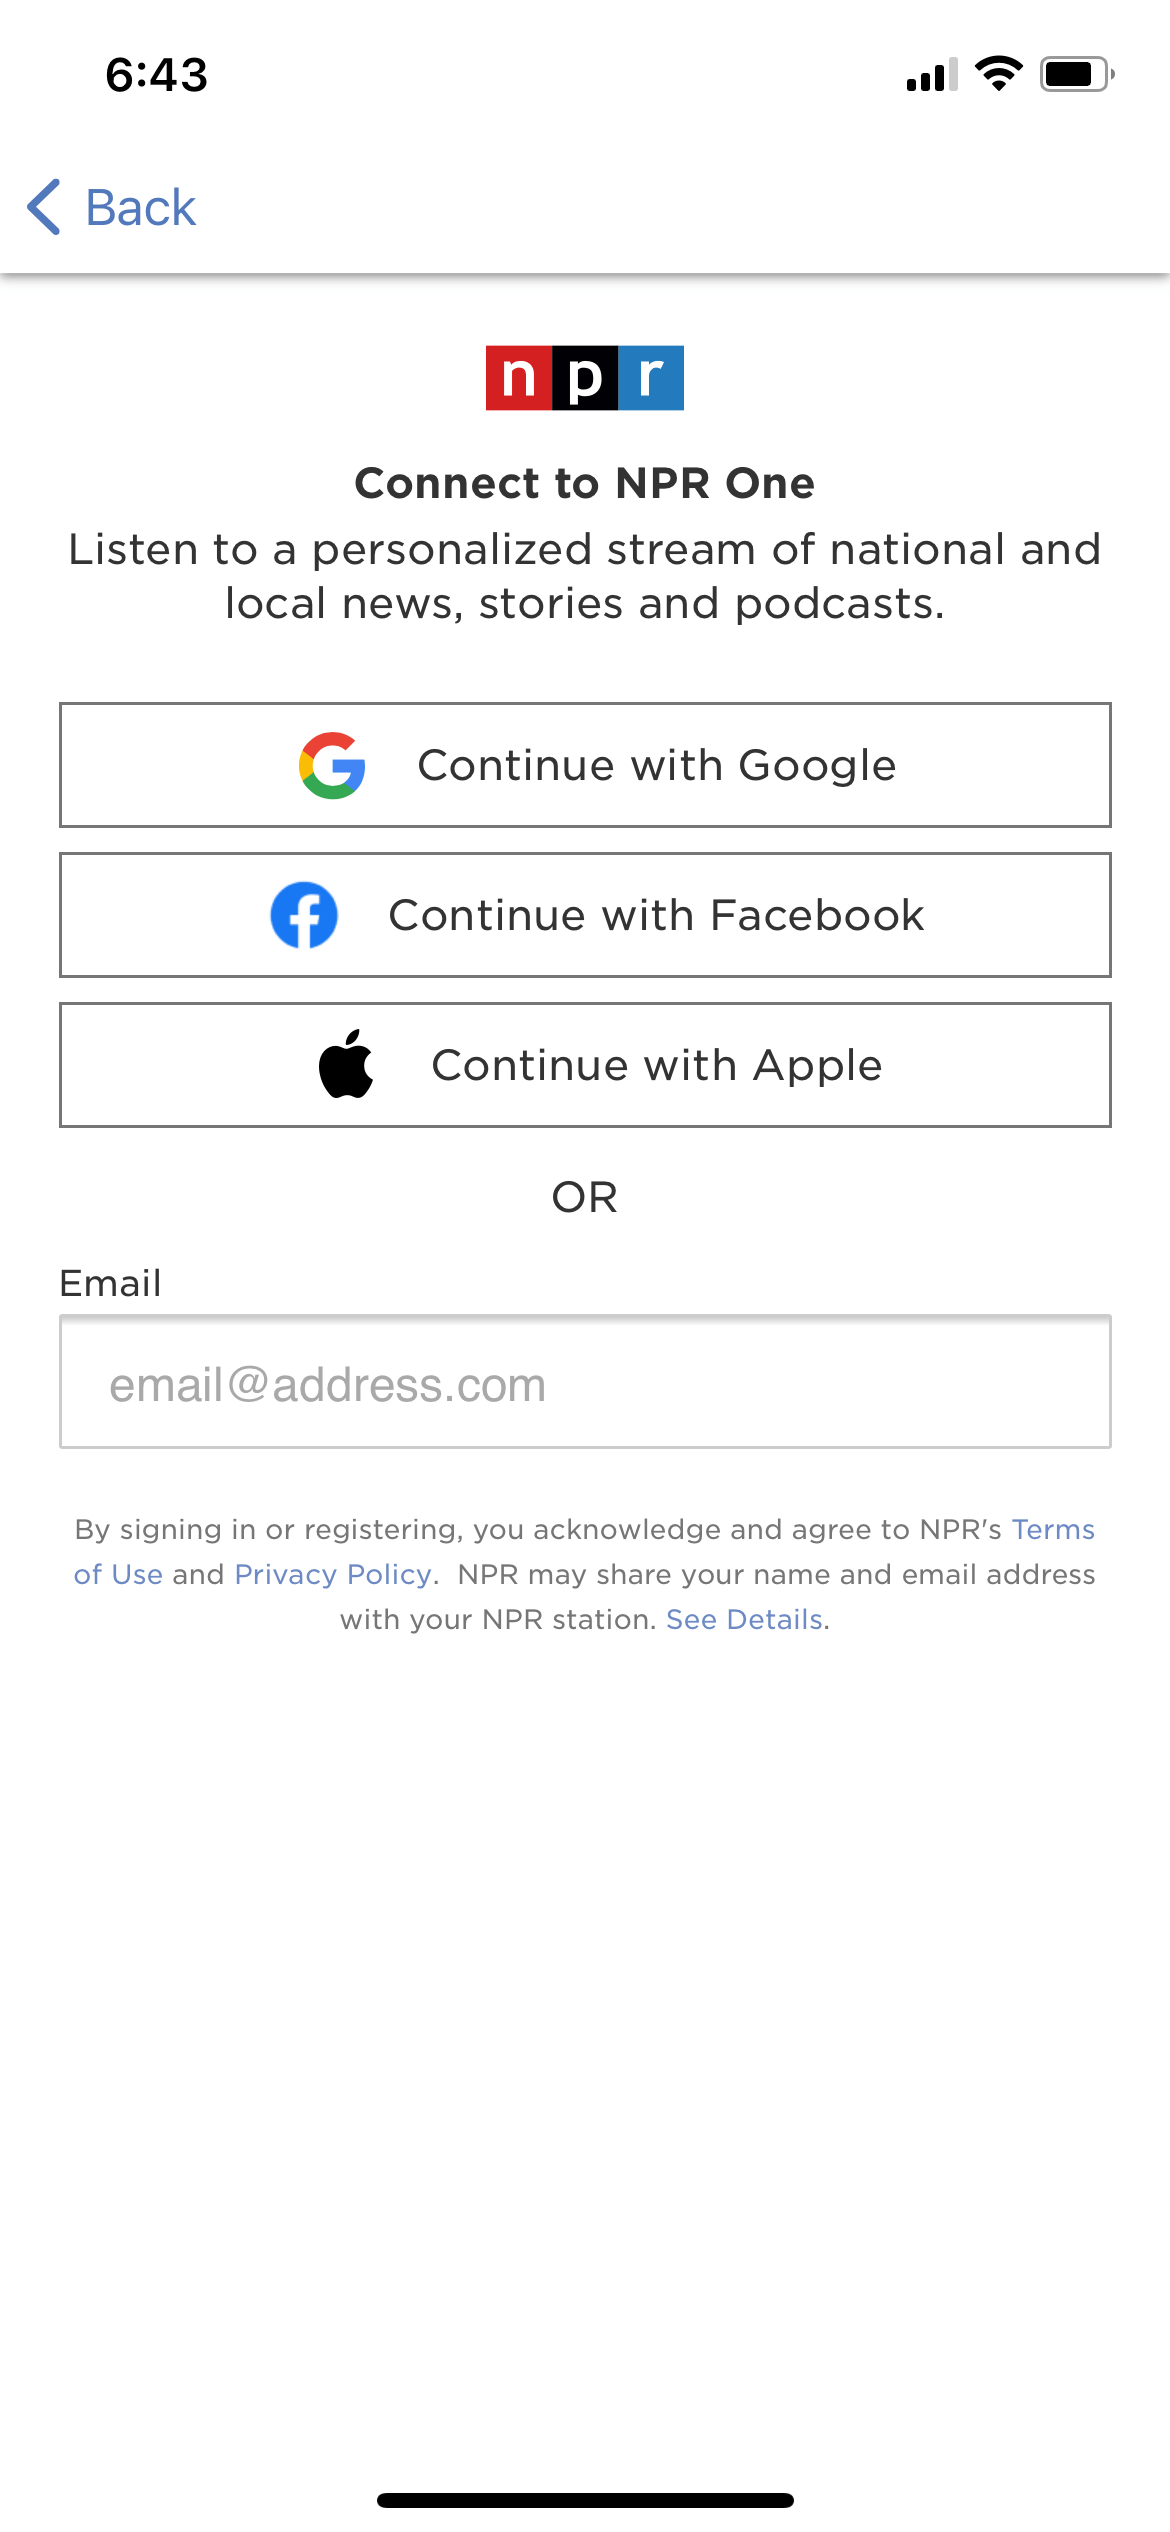 6:43
Back
npr
Connect to NPR One
Listen to a personalized stream of national and
local news, stories and podcasts.
Continue with Google
Continue with Facebook
Continue with Apple
OR
Email
email@address.com
By signing in or registering, you acknowledge and agree to NPR's Terms
of Use and Privacy Policy.  NPR may share your name and email address
with your NPR station. See Details.